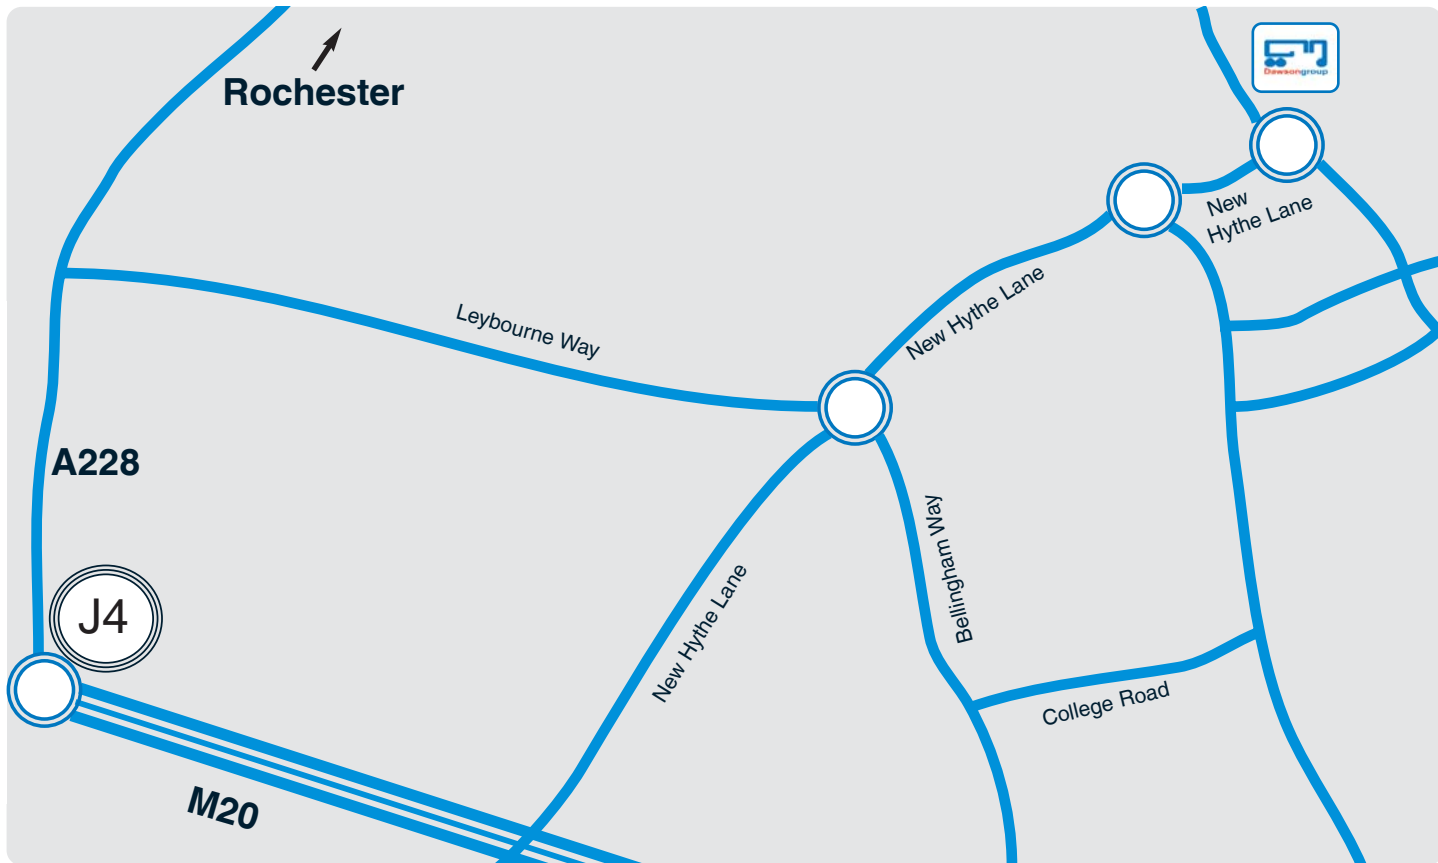 Dawsongroup
Rochester
New
Hythe Lane
New Hythe Lane
Leybourne Way
A228
Bellingham Way
J4
New Hythe Lane
College Road
M20